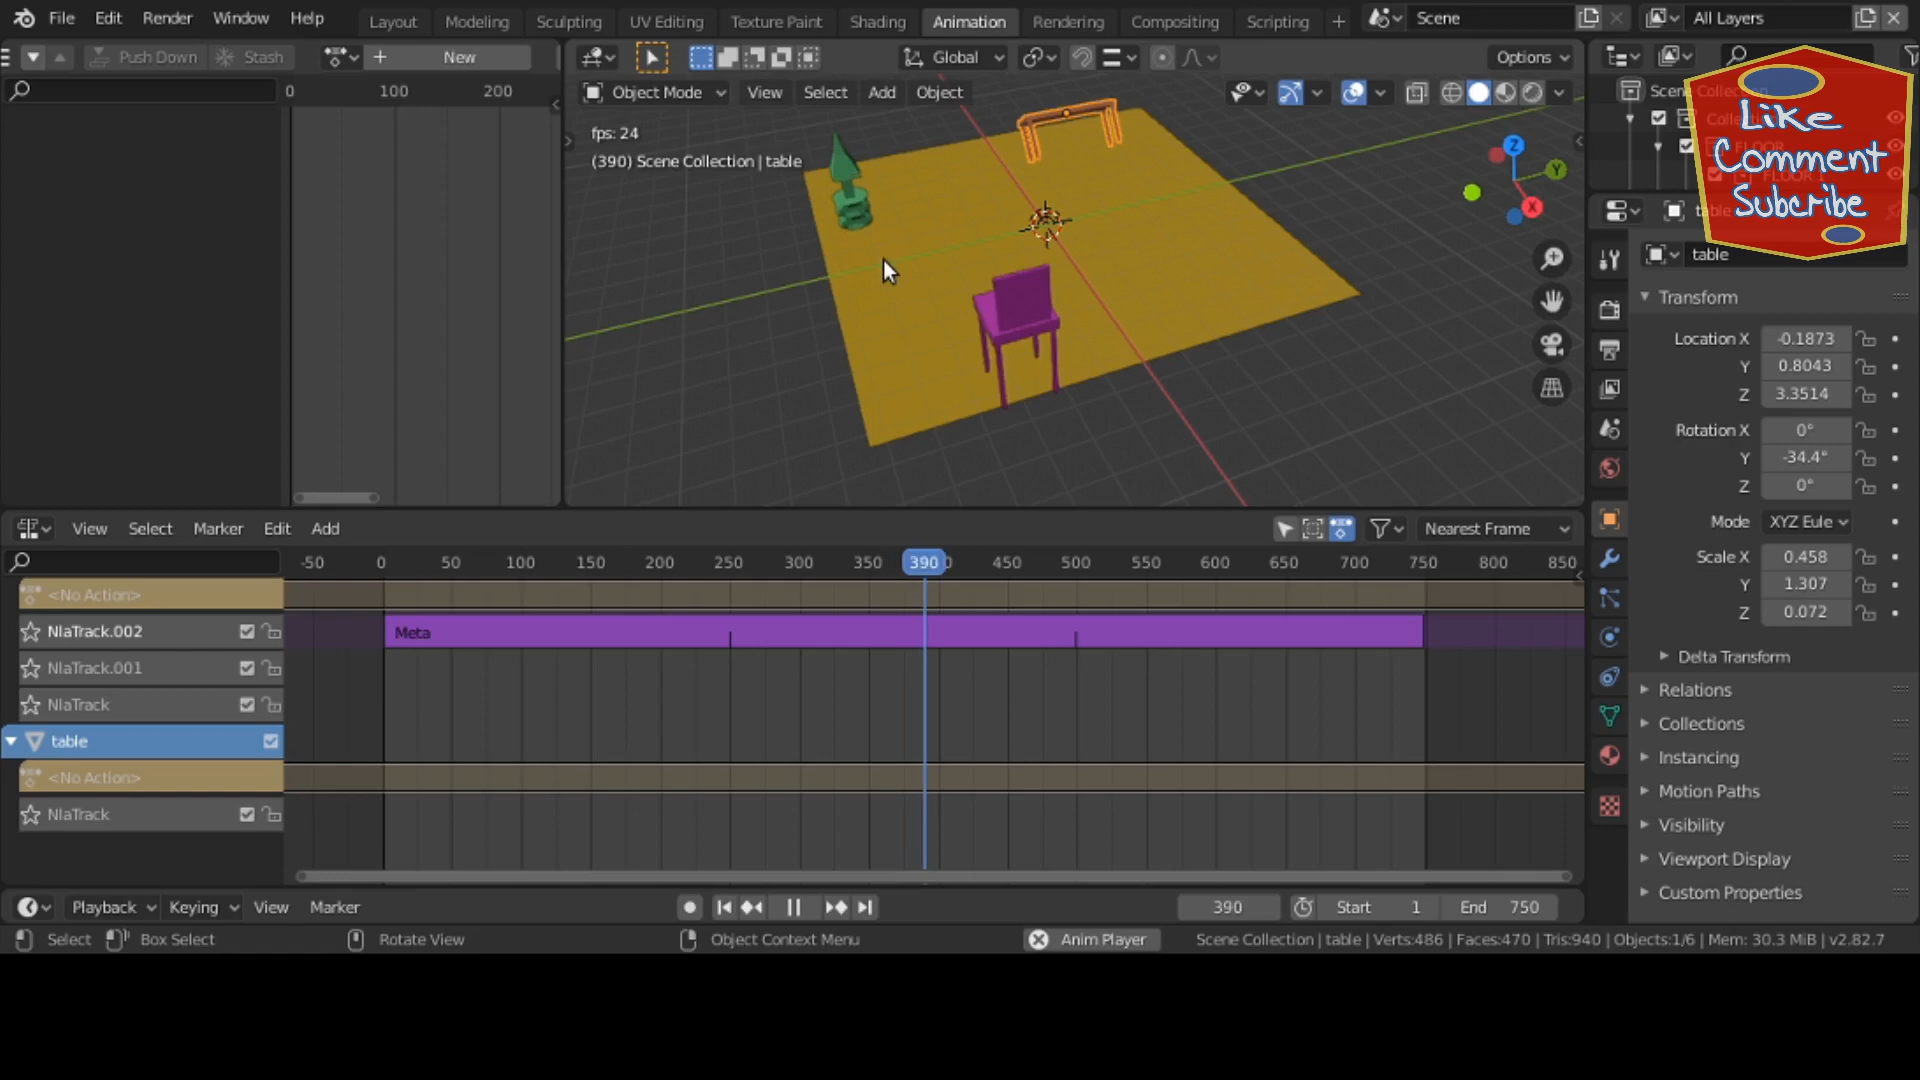 File Edit Render Window Help Layout Modeling Sculpting UV Editing Texture Paint Shading Animation Rendering Compositing Scripting + Scene All Layers
Push Down Stash New Global Options
0 100 200 Object Mode View Select Add Object
fps: 24
(390) Scene Collection | table
Z
Y
X
Like
Comment
Subcribe
table
Transform
Location X -0.1873
Y 0.8043
Z 3.3514
Rotation X 0°
Y -34.4°
Z 0°
Mode XYZ Eule
Scale X 0.458
Y 1.307
Z 0.072
Delta Transform
Relations
Collections
Instancing
Motion Paths
Visibility
Viewport Display
Custom Properties
View Select Marker Edit Add Nearest Frame
-50 0 50 100 150 200 250 300 350 390 450 500 550 600 650 700 750 800 850
<No Action>
NlaTrack.002 Meta
NlaTrack.001
NlaTrack
table
<No Action>
NlaTrack
Playback Keying View Marker 390 Start 1 End 750
Select Box Select Rotate View Object Context Menu Anim Player Scene Collection | table | Verts:486 | Faces:470 | Tris:940 | Objects:1/6 | Mem: 30.3 MiB | v2.82.7